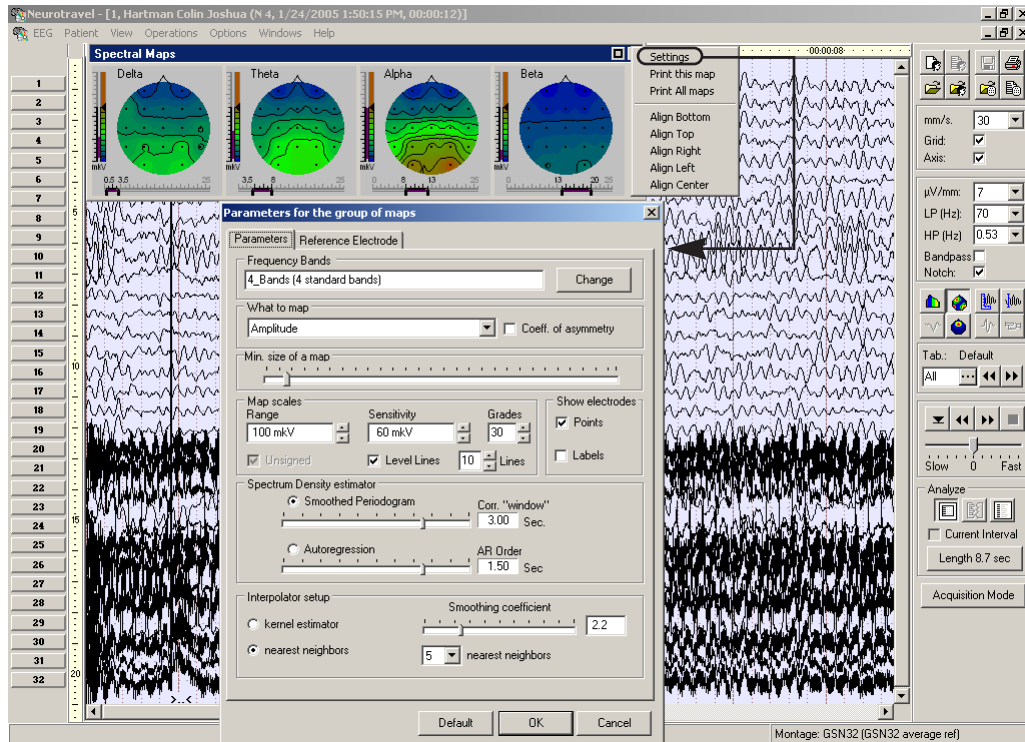 Neurotravel - [1, Hartman Colin Joshua (N 4, 1/24/2005 1:50:15 PM, 00:00:12)]
EEG Patient View Operations Options Windows Help
Spectral Maps
Delta
Theta
Alpha
Beta
mkV
mkV
mkV
mkV
0.5 3.5 25
3.5 8 25
0 8 13 25
0 13 20 25
Settings
Print this map
Print All maps
Align Bottom
Align Top
Align Right
Align Left
Align Center
00:00:08
1
2
3
4
5
6
7
8
9
10
11
12
13
14
15
16
17
18
19
20
21
22
23
24
25
26
27
28
29
30
31
32
5
10
15
20
Parameters for the group of maps
Parameters
Reference Electrode
Frequency Bands
4_Bands (4 standard bands)
Change
What to map
Amplitude
Coeff. of asymmetry
Min. size of a map
Map scales
Range
Sensitivity
Grades
100 mkV
60 mkV
30
Unsigned
Level Lines
10
Lines
Show electrodes
Points
Labels
Spectrum Density estimator
Smoothed Periodogram
Corr. "window"
3.00 Sec.
Autoregression
AR Order
1.50 Sec
Interpolator setup
Smoothing coefficient
kernel estimator
2.2
nearest neighbors
5 nearest neighbors
Default
OK
Cancel
mm/s. 30
Grid:
Axis:
µV/mm: 7
LP (Hz): 70
HP (Hz) 0.53
Bandpass
Notch:
Tab.: Default
All ...
Slow 0 Fast
Analyze
Current Interval
Length 8.7 sec
Acquisition Mode
Montage: GSN32 (GSN32 average ref)